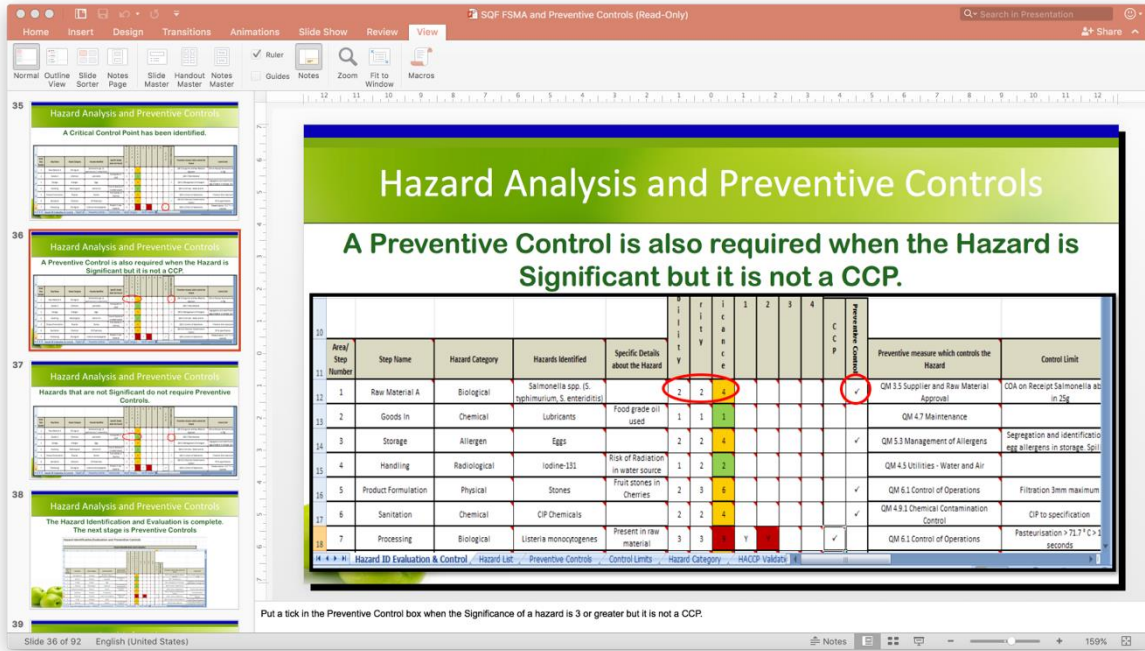 SQF FSMA and Preventive Controls (Read-Only)
Search in Presentation
Home Insert Design Transitions Animations Slide Show Review View
Share
Normal Outline View Slide Sorter Notes Page Slide Master Handout Master Notes Master
Ruler
Guides
Notes Zoom Fit to Window Macros
35
Hazard Analysis and Preventive Controls
A Critical Control Point has been identified.
36
Hazard Analysis and Preventive Controls
A Preventive Control is also required when the Hazard is Significant but it is not a CCP.
37
Hazard Analysis and Preventive Controls
Hazards that are not Significant do not require Preventive Controls.
38
Hazard Analysis and Preventive Controls
The Hazard Identification and Evaluation is complete.
The next stage is Preventive Controls
39
Hazard Analysis and Preventive Controls
A Preventive Control is also required when the Hazard is
Significant but it is not a CCP.
10 bility rity icance 1 2 3 4 CCP Preventive Control
11 Area/ Step Number Step Name Hazard Category Hazards Identified Specific Details about the Hazard Preventive measure which controls the Hazard Control Limit
12 1 Raw Material A Biological Salmonella spp. (S. typhimurium, S. enteriditis) 2 2 4 ✓ QM 3.5 Supplier and Raw Material Approval COA on Receipt Salmonella ab in 25g
13 2 Goods In Chemical Lubricants Food grade oil used 1 1 1 QM 4.7 Maintenance
14 3 Storage Allergen Eggs 2 2 4 ✓ QM 5.3 Management of Allergens Segregation and identificatio egg allergens in storage. Spill
15 4 Handling Radiological Iodine-131 Risk of Radiation in water source 1 2 2 QM 4.5 Utilities - Water and Air
16 5 Product Formulation Physical Stones Fruit stones in Cherries 2 3 6 ✓ QM 6.1 Control of Operations Filtration 3mm maximum
17 6 Sanitation Chemical CIP Chemicals 2 2 4 ✓ QM 4.9.1 Chemical Contamination Control CIP to specification
18 7 Processing Biological Listeria monocytogenes Present in raw material 3 3 Y ✓ QM 6.1 Control of Operations Pasteurisation > 71.7 °C > 1 seconds
Hazard ID Evaluation & Control Hazard List Preventive Controls Control Limits Hazard Category HACCP Validati
Put a tick in the Preventive Control box when the Significance of a hazard is 3 or greater but it is not a CCP.
Slide 36 of 92 English (United States)
Notes
159%